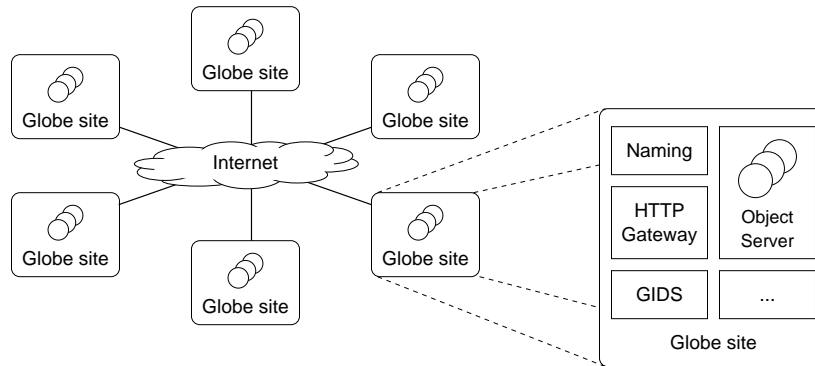 Globe site
Globe site
Globe site
Internet
Globe site
Globe site
Globe site
Naming
HTTP
Gateway
Object
Server
GIDS
...
Globe site